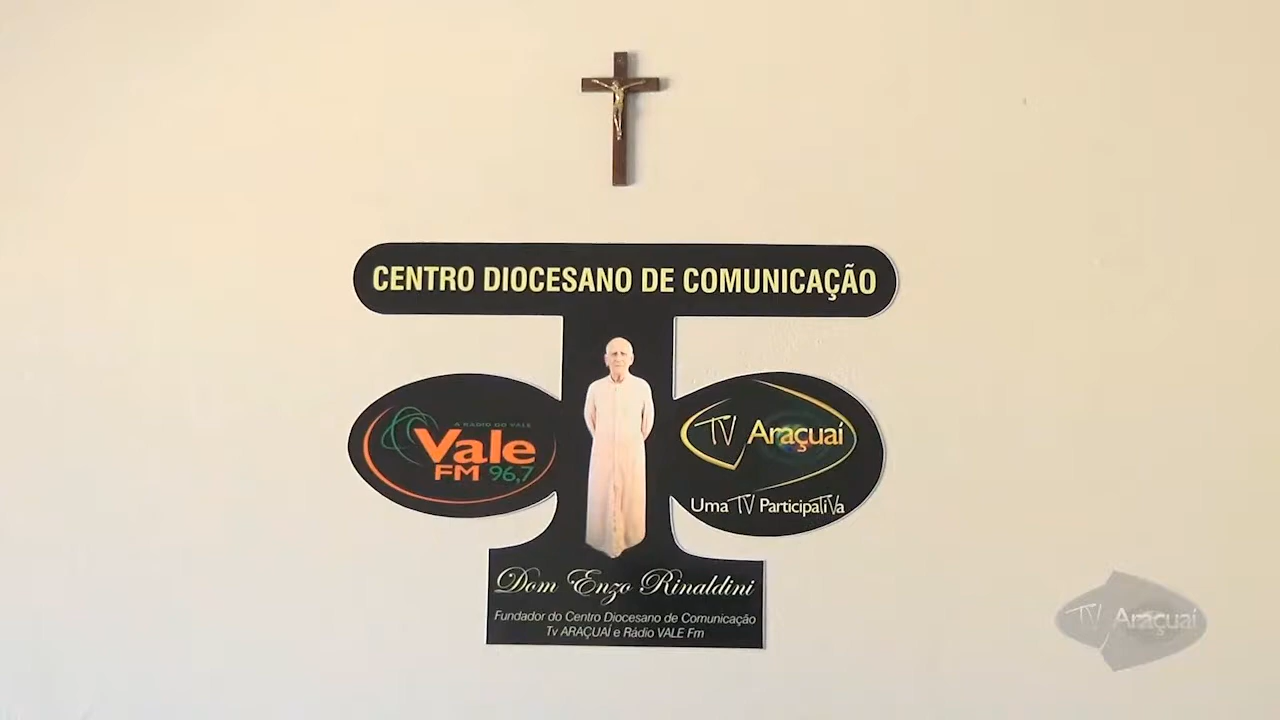 CENTRO DIOCESANO DE COMUNICAÇÃO
A RÁDIO DO VALE
Vale
FM 96,7
TV Araçuaí
Uma TV ParticipaTiVa
Dom Enzo Rinaldini
Fundador do Centro Diocesano de Comunicação
Tv ARAÇUAÍ e Rádio VALE Fm
TV Araçuaí